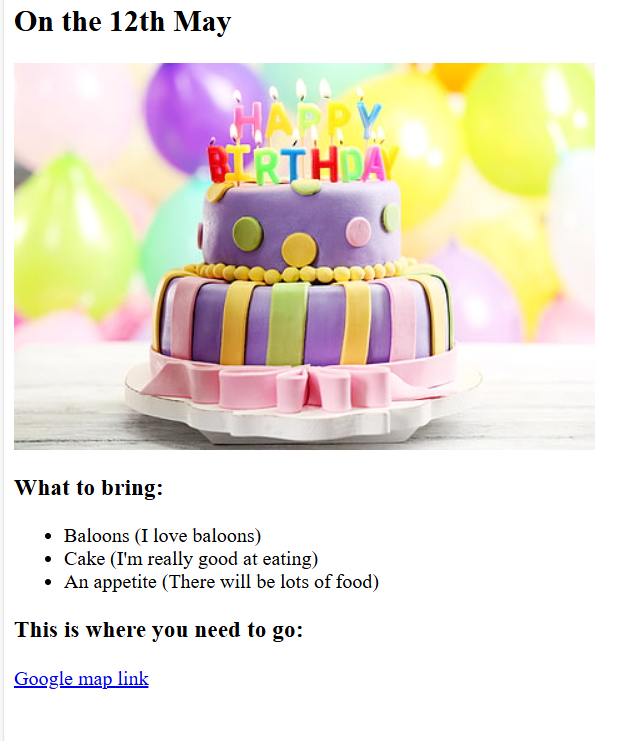 On the 12th May
HAPPY
BIRTHDAY
What to bring:
Baloons (I love baloons)
Cake (I'm really good at eating)
An appetite (There will be lots of food)
This is where you need to go:
Google map link